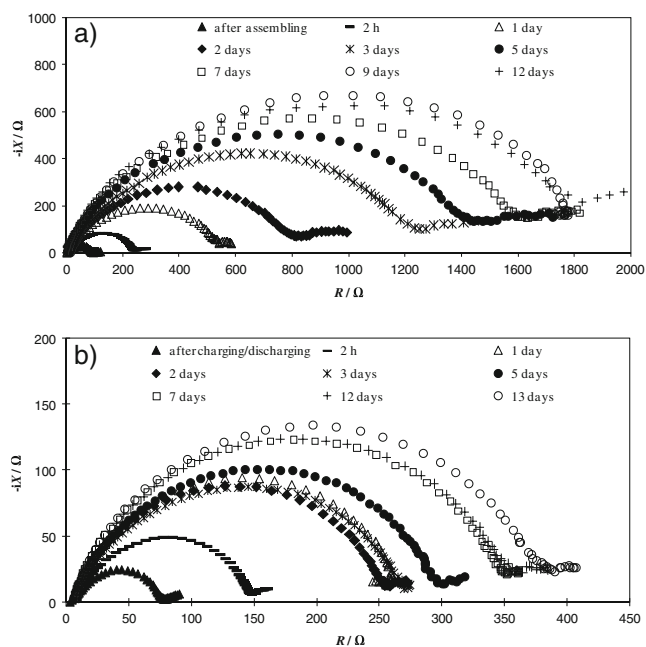 a)
▲ after assembling – 2 h △ 1 day
◆ 2 days ✳ 3 days ● 5 days
□ 7 days ○ 9 days + 12 days
1000
800
600
400
200
0
-iX / Ω
0 200 400 600 800 1000 1200 1400 1600 1800 2000
R / Ω
b)
▲ after charging/discharging – 2 h △ 1 day
◆ 2 days ✳ 3 days ● 5 days
□ 7 days + 12 days ○ 13 days
200
150
100
50
0
-iX / Ω
0 50 100 150 200 250 300 350 400 450
R / Ω